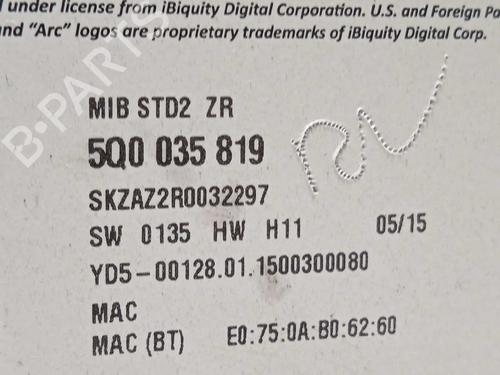 under license from iBiquity Digital Corporation. U.S. and Foreign Po
and “Arc” logos are proprietary trademarks of iBiquity Digital Corp.
B-PARTS
MIB STD2 ZR
5Q0 035 819
SKZAZ2R0032297
SW 0135 HW H11 05/15
YD5-00128.01.1500300080
MAC
MAC (BT) E0:75:0A:B0:62:60